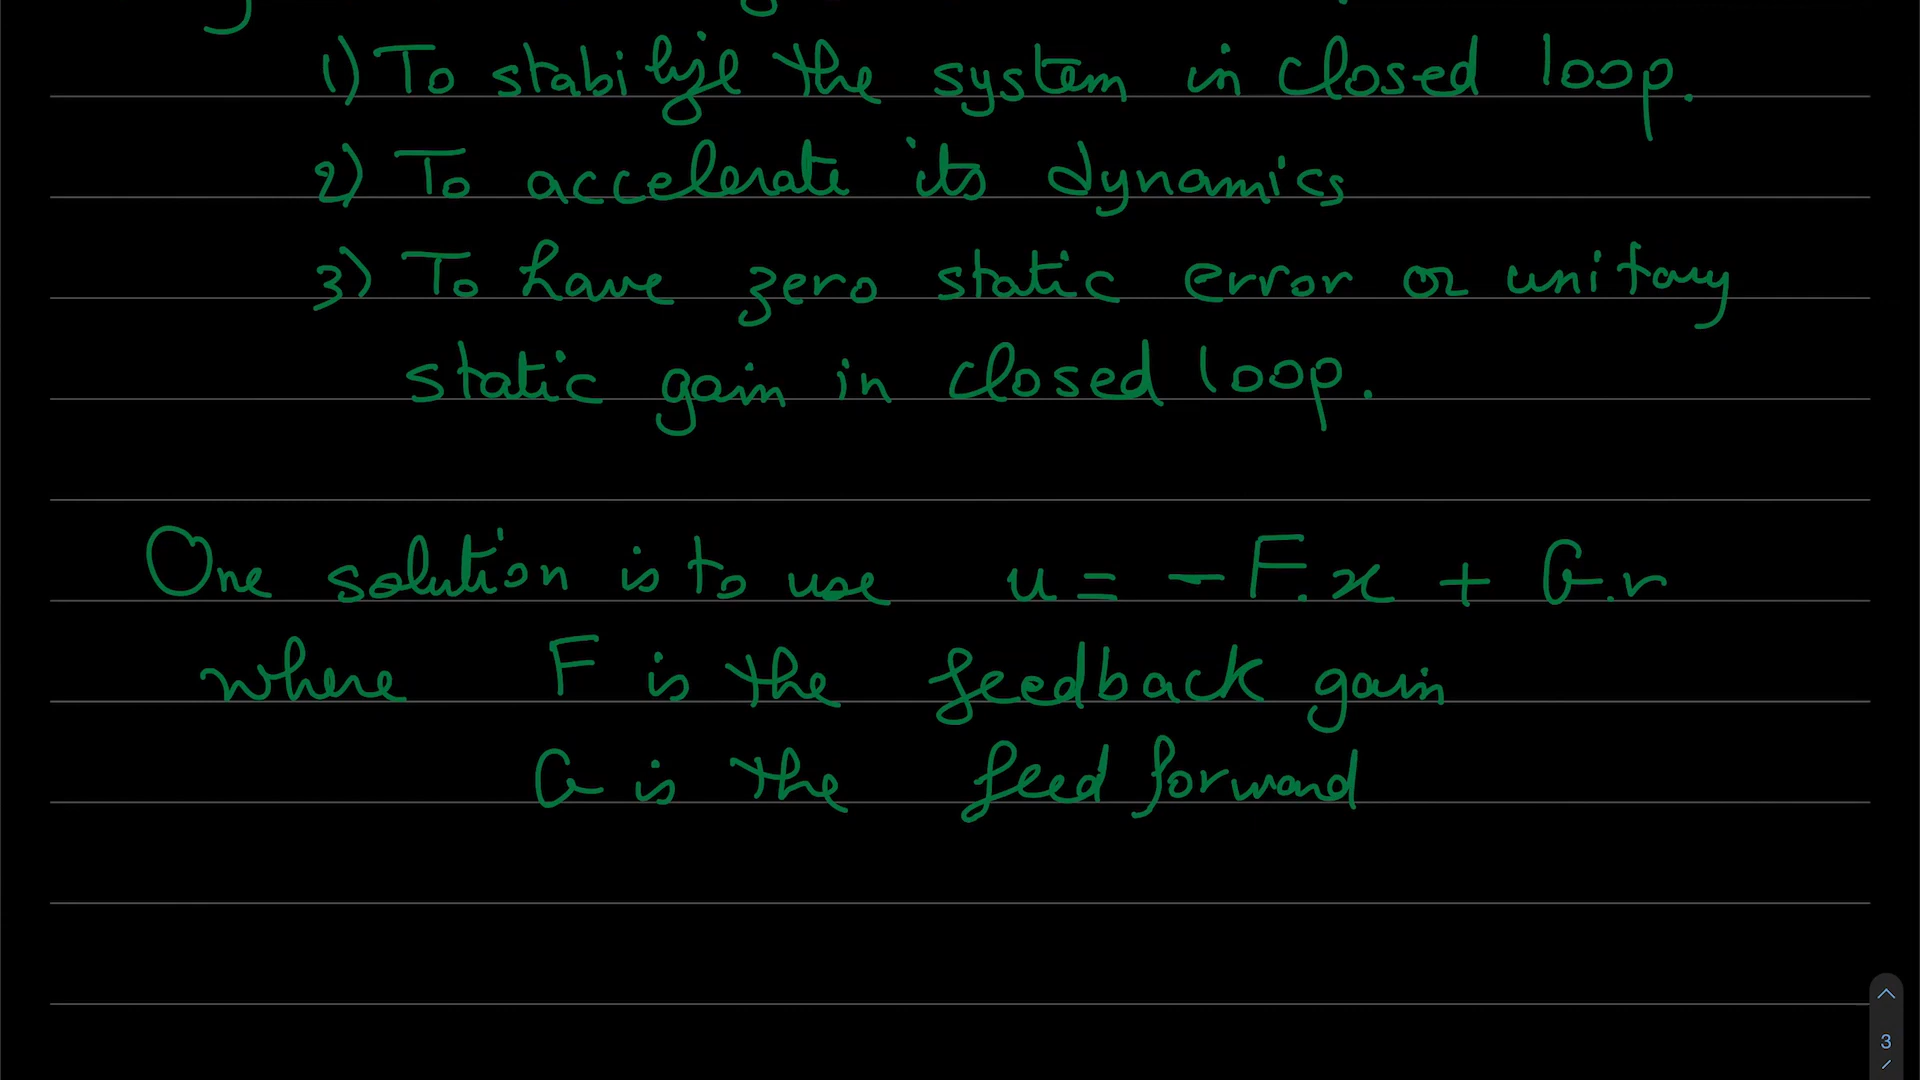 1) To stabilize the system in closed loop.
2) To accelerate its dynamics
3) To have zero static error or unitary
static gain in closed loop.
One solution is to use u = - F.x + G.r
where F is the feedback gain
G is the feed forward
3